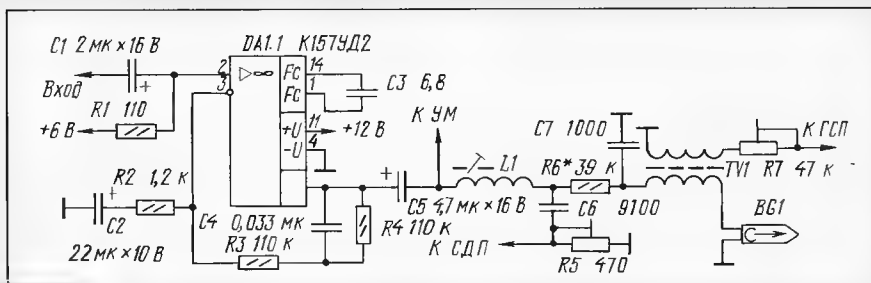 C1 2 мк × 16 В
DA1.1 К157УД2
Вход
R1 110
+6 В
2
3
▷∞
FC
FC
+U
-U
14
1
11
4
C3 6,8
+12 В
К УМ
C7 1000
К ГСП
TV1
R7 47 к
L1
R6* 39 к
R2 1,2 к
C2
22 мк × 10 В
C4
0,033 мк
R3 110 к
R4 110 к
C5 4,7 мк × 16 В
C6
9100
К СДП
R5 470
BG1